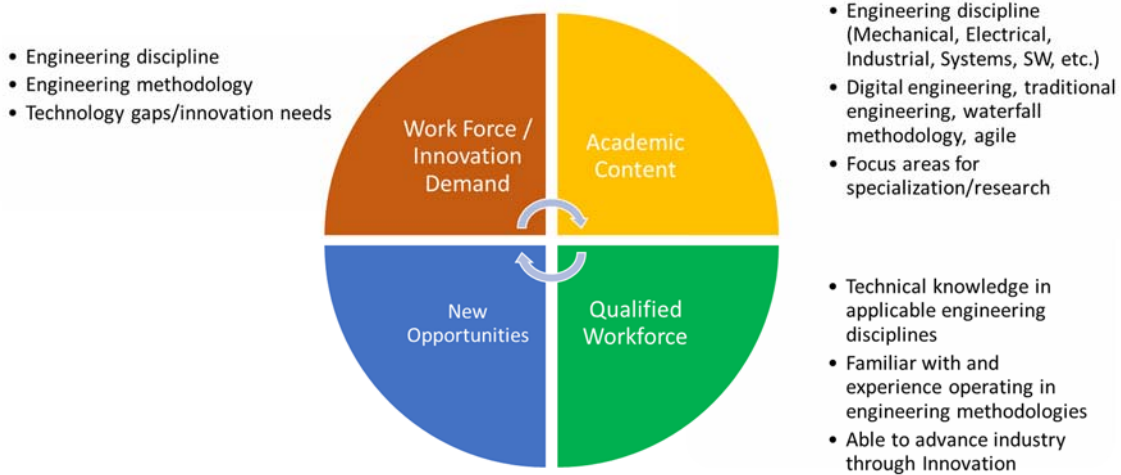 • Engineering discipline
• Engineering methodology
• Technology gaps/innovation needs
Work Force /
Innovation
Demand
Academic
Content
• Engineering discipline
(Mechanical, Electrical,
Industrial, Systems, SW, etc.)
• Digital engineering, traditional
engineering, waterfall
methodology, agile
• Focus areas for
specialization/research
New
Opportunities
Qualified
Workforce
• Technical knowledge in
applicable engineering
disciplines
• Familiar with and
experience operating in
engineering methodologies
• Able to advance industry
through Innovation